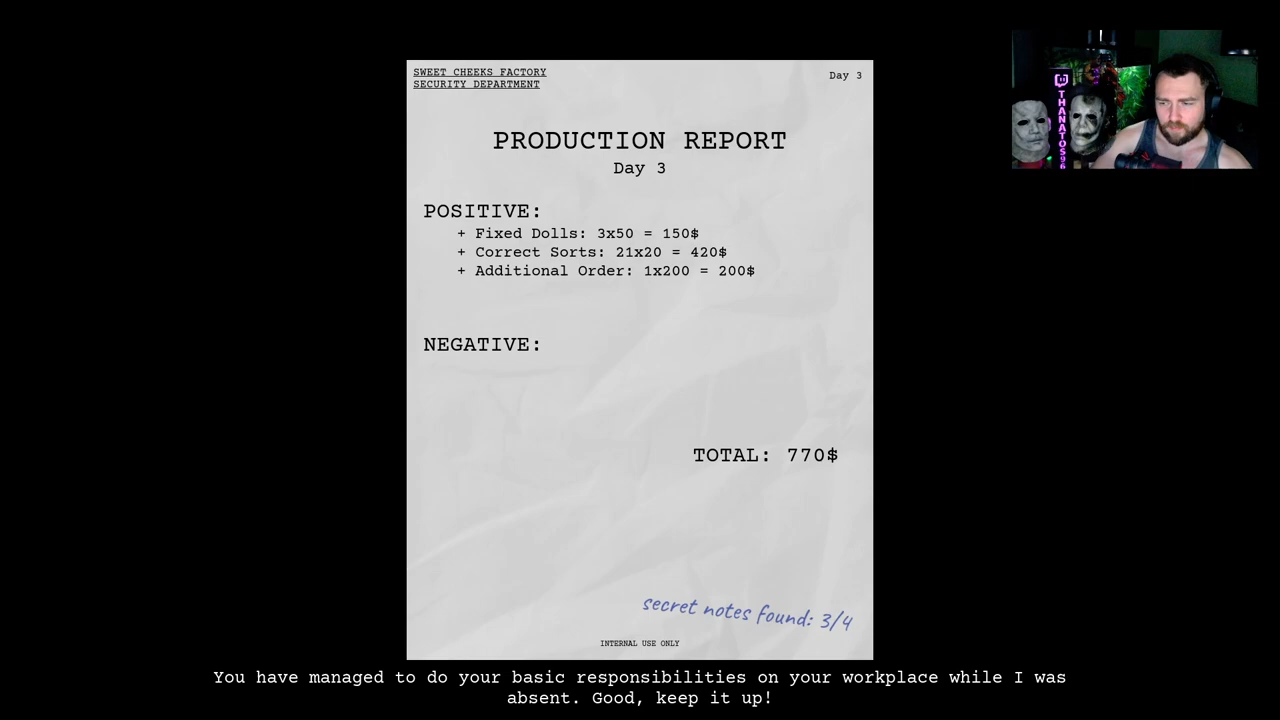 SWEET CHEEKS FACTORY
SECURITY DEPARTMENT
Day 3
PRODUCTION REPORT
Day 3
POSITIVE:
+ Fixed Dolls: 3x50 = 150$
+ Correct Sorts: 21x20 = 420$
+ Additional Order: 1x200 = 200$
NEGATIVE:
TOTAL: 770$
secret notes found: 3/4
INTERNAL USE ONLY
You have managed to do your basic responsibilities on your workplace while I was
absent. Good, keep it up!
THANATOS96